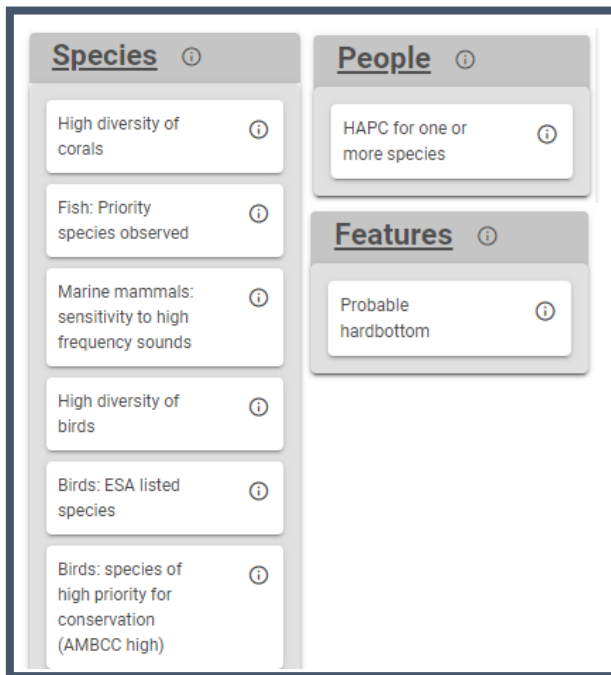 Species
High diversity of
corals
Fish: Priority
species observed
Marine mammals:
sensitivity to high
frequency sounds
High diversity of
birds
Birds: ESA listed
species
Birds: species of
high priority for
conservation
(AMBCC high)
People
HAPC for one or
more species
Features
Probable
hardbottom